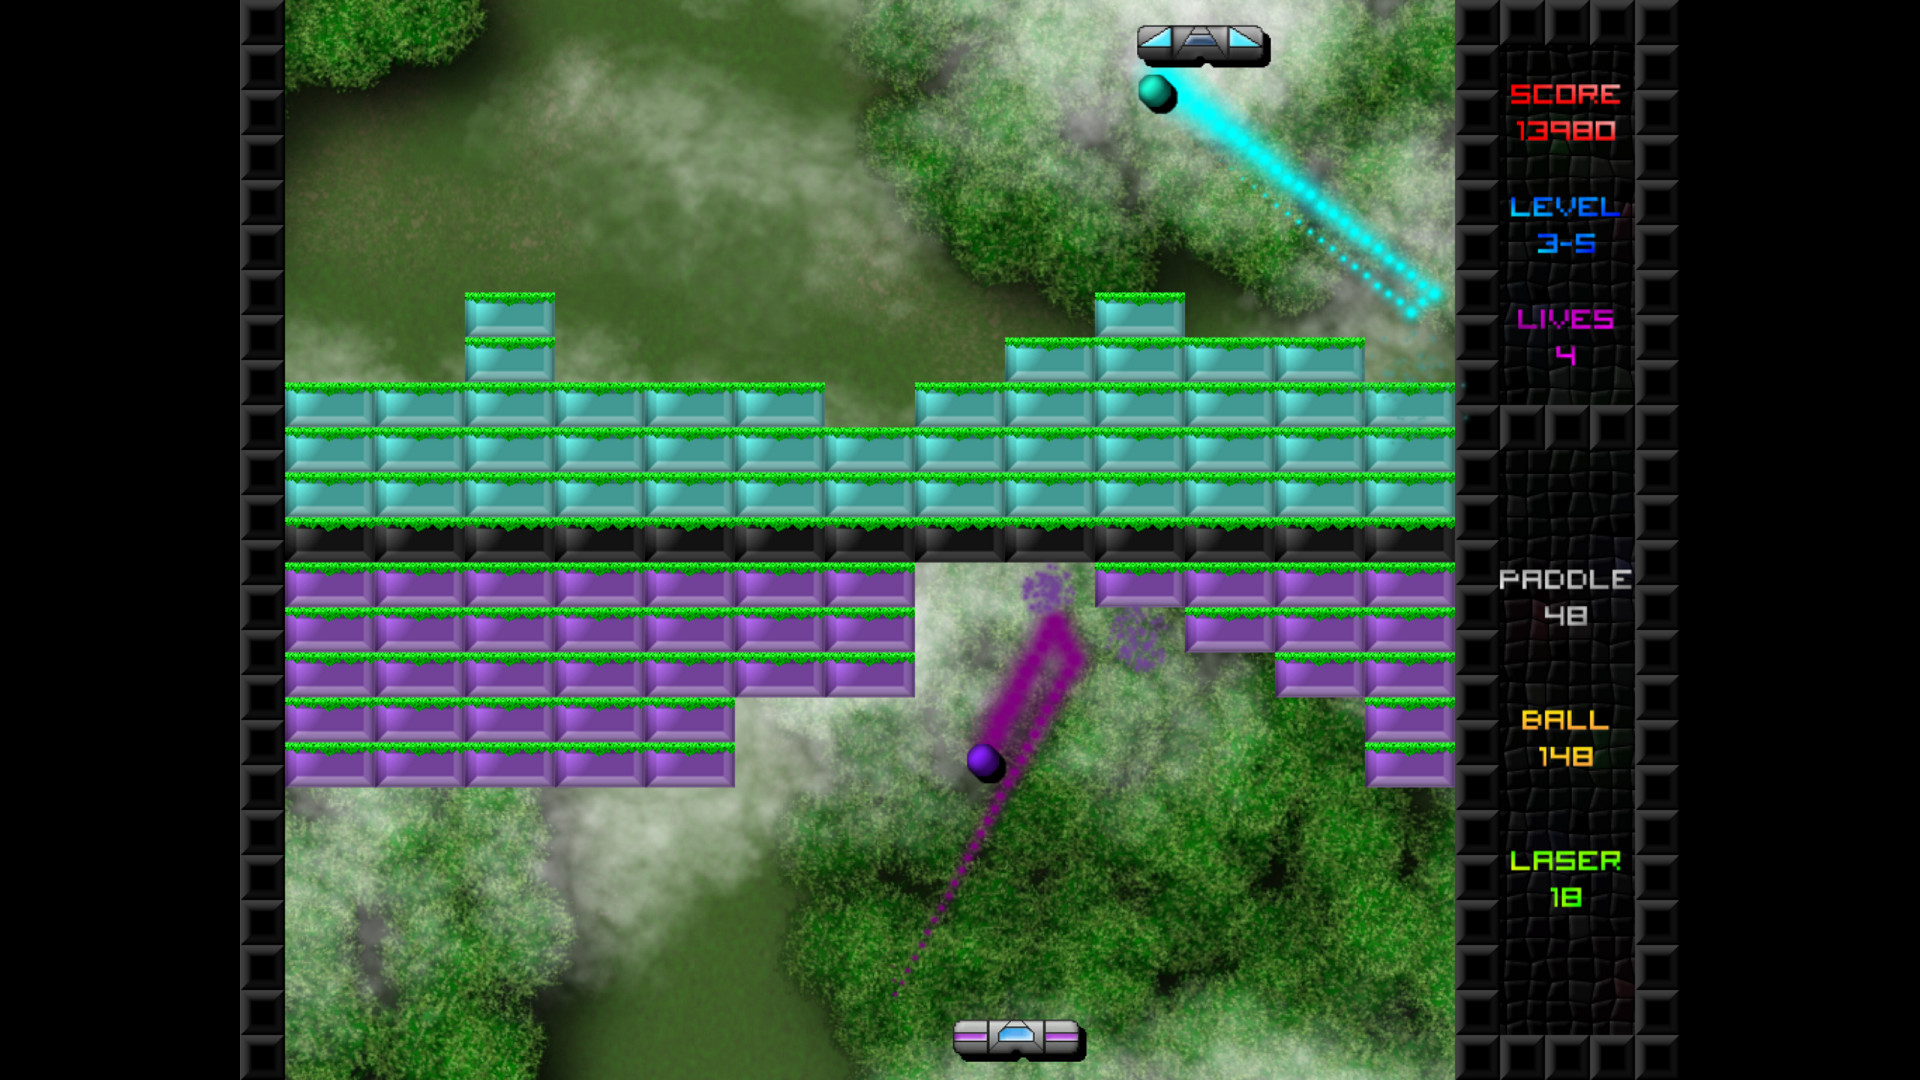 SCORE
13980
LEVEL
3-5
LIVES
4
PADDLE
48
BALL
148
LASER
18